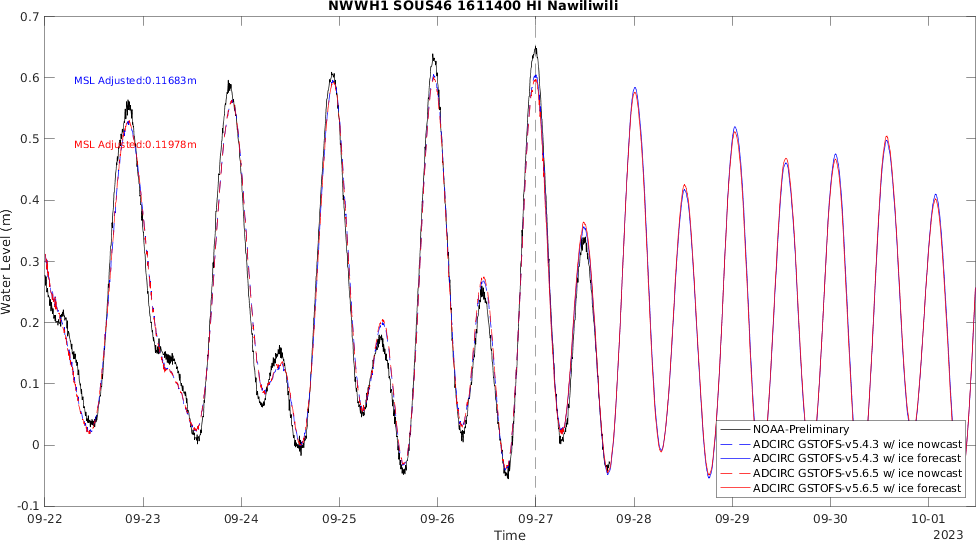 NWWH1 SOUS46 1611400 HI Nawiliwili
0.7
0.6
0.5
0.4
0.3
0.2
0.1
0
-0.1
Water Level (m)
MSL Adjusted:0.11683m
MSL Adjusted:0.11978m
NOAA-Preliminary
ADCIRC GSTOFS-v5.4.3 w/ ice nowcast
ADCIRC GSTOFS-v5.4.3 w/ ice forecast
ADCIRC GSTOFS-v5.6.5 w/ ice nowcast
ADCIRC GSTOFS-v5.6.5 w/ ice forecast
09-22 09-23 09-24 09-25 09-26 09-27 09-28 09-29 09-30 10-01
Time
2023